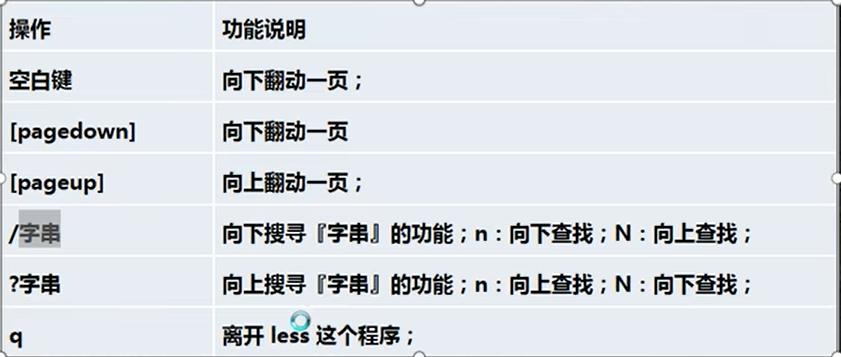 操作 功能说明
空白键 向下翻动一页；
[pagedown] 向下翻动一页
[pageup] 向上翻动一页；
/字串 向下搜寻『字串』的功能；n：向下查找；N：向上查找；
?字串 向上搜寻『字串』的功能；n：向上查找；N：向下查找；
q 离开 less 这个程序；